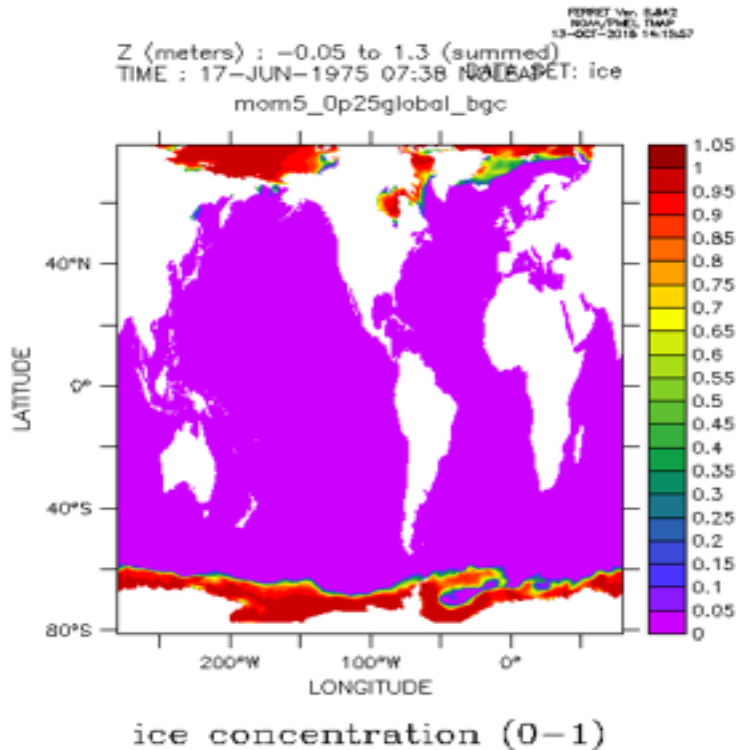 FERRET Ver. 6.842
NOAA/PMEL TMAP
13-OCT-2016 14:13:57
Z (meters) : -0.05 to 1.3 (summed)
TIME : 17-JUN-1975 07:38 NOLEAP
DATA SET: ice
mom5_0p25global_bgc
1.05
1
0.95
0.9
0.85
0.8
0.75
0.7
0.65
0.6
0.55
0.5
0.45
0.4
0.35
0.3
0.2
0.15
0.1
0.05
0
40°N
0°
40°S
80°S
LATITUDE
200°W 100°W 0°
LONGITUDE
ice concentration (0-1)